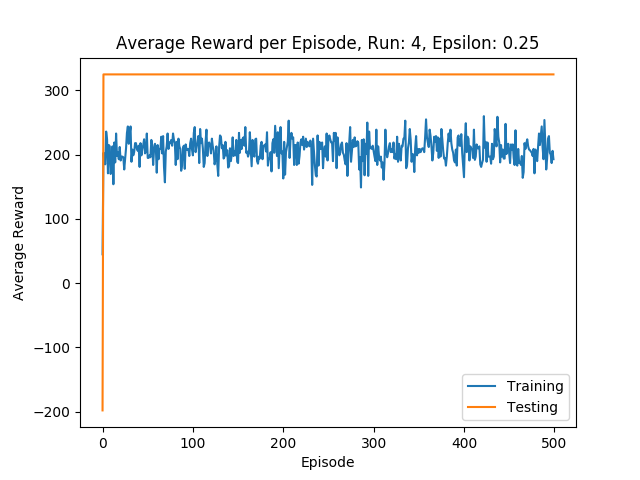 Average Reward per Episode, Run: 4, Epsilon: 0.25
Average Reward
300
200
100
0
−100
−200
0 100 200 300 400 500
Episode
Training
Testing